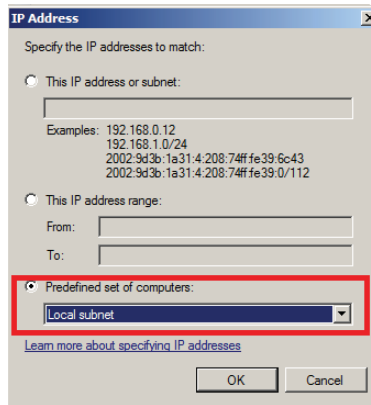 IP Address
Specify the IP addresses to match:
This IP address or subnet:
Examples: 192.168.0.12
192.168.1.0/24
2002:9d3b:1a31:4:208:74ff:fe39:6c43
2002:9d3b:1a31:4:208:74ff:fe39:0/112
This IP address range:
From:
To:
Predefined set of computers:
Local subnet
Learn more about specifying IP addresses
OK Cancel